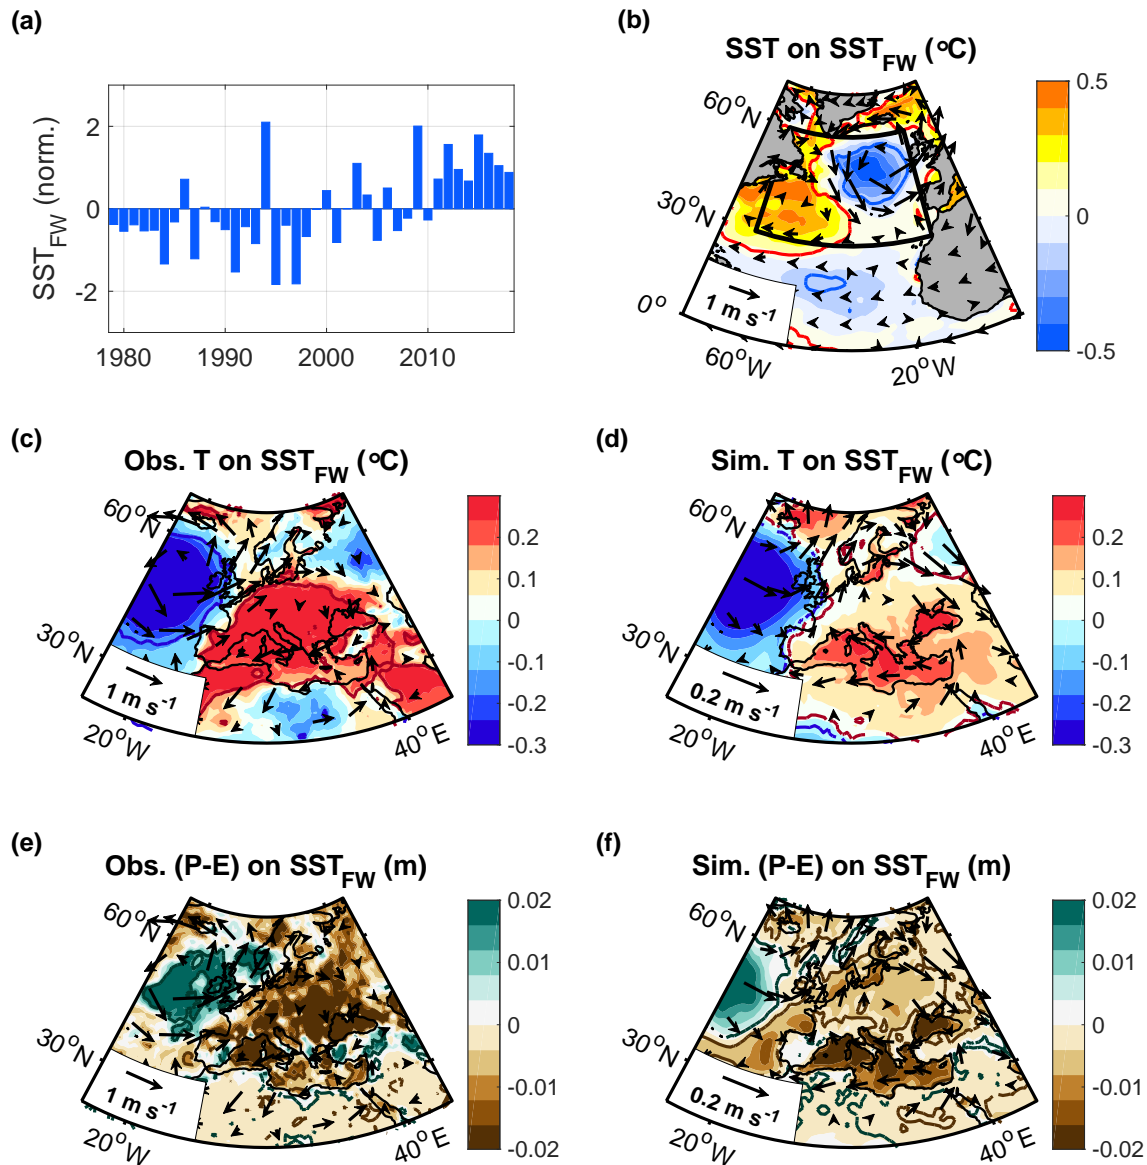 (a)
SST_FW (norm.)
2
0
-2
1980 1990 2000 2010
(b)
SST on SST_FW (°C)
60°N
30°N
0°
60°W
20°W
1 m s⁻¹
0.5
0
-0.5
(c)
Obs. T on SST_FW (°C)
60°N
30°N
20°W
40°E
1 m s⁻¹
0.2
0.1
0
-0.1
-0.2
-0.3
(d)
Sim. T on SST_FW (°C)
60°N
30°N
20°W
40°E
0.2 m s⁻¹
0.2
0.1
0
-0.1
-0.2
-0.3
(e)
Obs. (P-E) on SST_FW (m)
60°N
30°N
20°W
40°E
1 m s⁻¹
0.02
0.01
0
-0.01
-0.02
(f)
Sim. (P-E) on SST_FW (m)
60°N
30°N
20°W
40°E
0.2 m s⁻¹
0.02
0.01
0
-0.01
-0.02